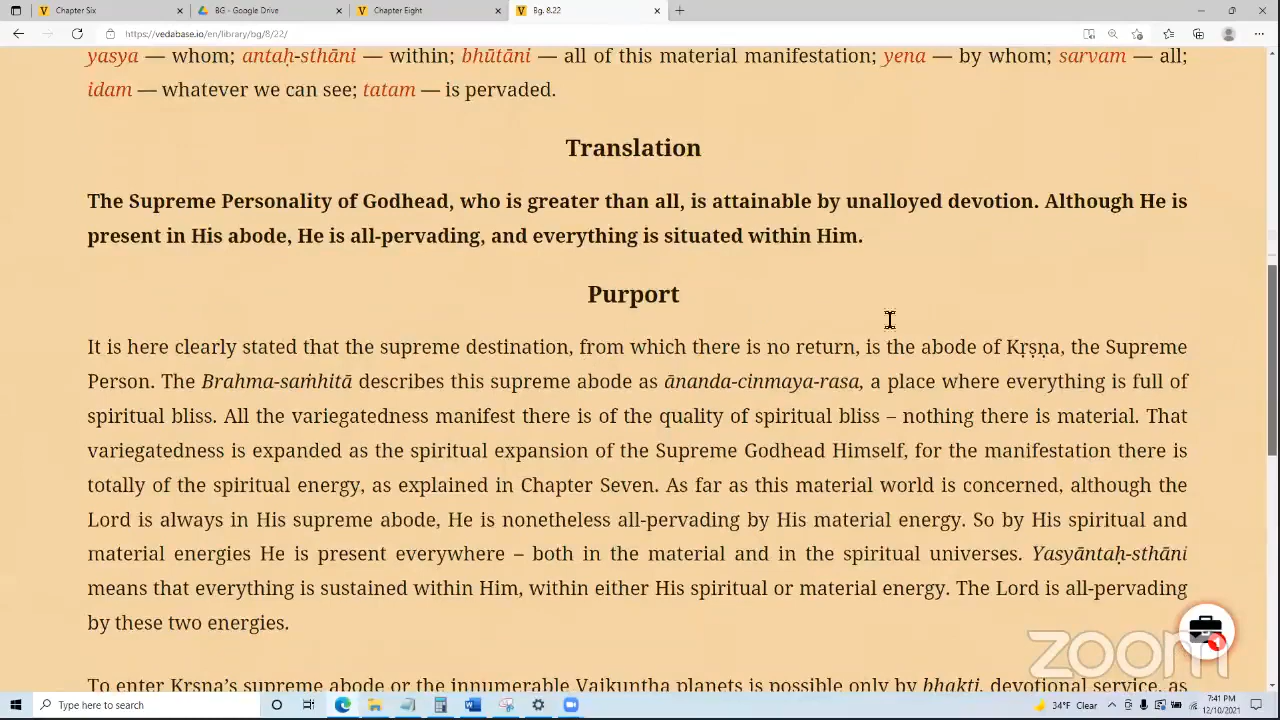 Chapter Six
BG - Google Drive
Chapter Eight
Bg. 8.22
https://vedabase.io/en/library/bg/8/22/
yasya — whom; antaḥ-sthāni — within; bhūtāni — all of this material manifestation; yena — by whom; sarvam — all;
idam — whatever we can see; tatam — is pervaded.
Translation
The Supreme Personality of Godhead, who is greater than all, is attainable by unalloyed devotion. Although He is
present in His abode, He is all-pervading, and everything is situated within Him.
Purport
It is here clearly stated that the supreme destination, from which there is no return, is the abode of Kṛṣṇa, the Supreme
Person. The Brahma-saṁhitā describes this supreme abode as ānanda-cinmaya-rasa, a place where everything is full of
spiritual bliss. All the variegatedness manifest there is of the quality of spiritual bliss – nothing there is material. That
variegatedness is expanded as the spiritual expansion of the Supreme Godhead Himself, for the manifestation there is
totally of the spiritual energy, as explained in Chapter Seven. As far as this material world is concerned, although the
Lord is always in His supreme abode, He is nonetheless all-pervading by His material energy. So by His spiritual and
material energies He is present everywhere – both in the material and in the spiritual universes. Yasyāntaḥ-sthāni
means that everything is sustained within Him, within either His spiritual or material energy. The Lord is all-pervading
by these two energies.
To enter Kṛṣṇa's supreme abode or the innumerable Vaikuṇṭha planets is possible only by bhakti, devotional service, as
zoom
Type here to search
34°F Clear
7:41 PM
12/10/2021